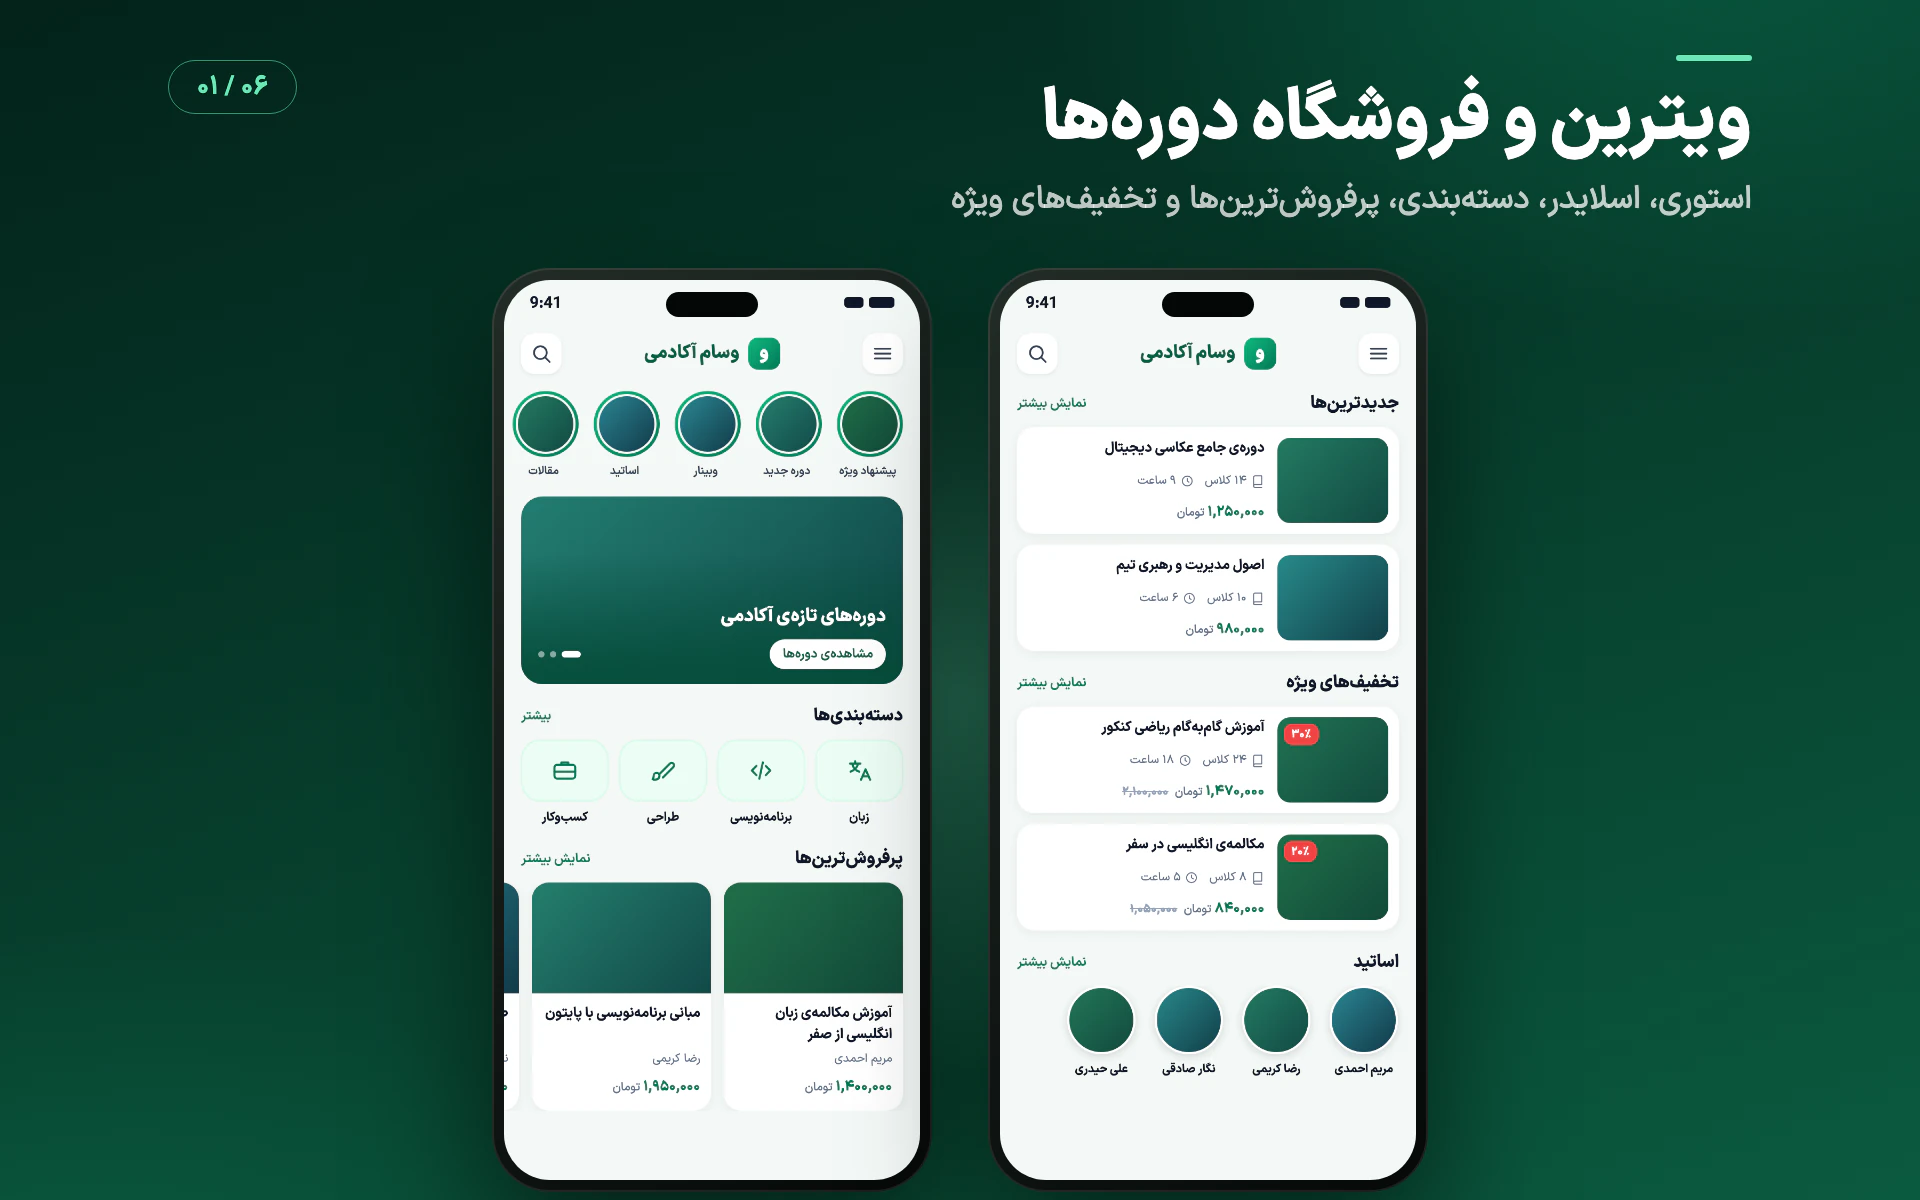 ویترین و فروشگاه دوره‌ها
استوری، اسلایدر، دسته‌بندی، پرفروش‌ترین‌ها و تخفیف‌های ویژه
۰۱ / ۰۶
9:41
و وسام آکادمی
جدیدترین‌ها
نمایش بیشتر
دوره‌ی جامع عکاسی دیجیتال
۱۴ کلاس ۹ ساعت
۱,۲۵۰,۰۰۰ تومان
اصول مدیریت و رهبری تیم
۱۰ کلاس ۶ ساعت
۹۸۰,۰۰۰ تومان
تخفیف‌های ویژه
نمایش بیشتر
۳۰٪
آموزش گام‌به‌گام ریاضی کنکور
۲۴ کلاس ۱۸ ساعت
۱,۴۷۰,۰۰۰ تومان ۲,۱۰۰,۰۰۰
۲۰٪
مکالمه‌ی انگلیسی در سفر
۸ کلاس ۵ ساعت
۸۴۰,۰۰۰ تومان ۱,۰۵۰,۰۰۰
اساتید
نمایش بیشتر
مریم احمدی
رضا کریمی
نگار صادقی
علی حیدری
9:41
و وسام آکادمی
پیشنهاد ویژه
دوره جدید
وبینار
اساتید
مقالات
دوره‌های تازه‌ی آکادمی
مشاهده‌ی دوره‌ها
دسته‌بندی‌ها
بیشتر
زبان
برنامه‌نویسی
طراحی
کسب‌وکار
پرفروش‌ترین‌ها
نمایش بیشتر
آموزش مکالمه‌ی زبان
انگلیسی از صفر
مریم احمدی
۱,۴۰۰,۰۰۰ تومان
مبانی برنامه‌نویسی با پایتون
رضا کریمی
۱,۹۵۰,۰۰۰ تومان